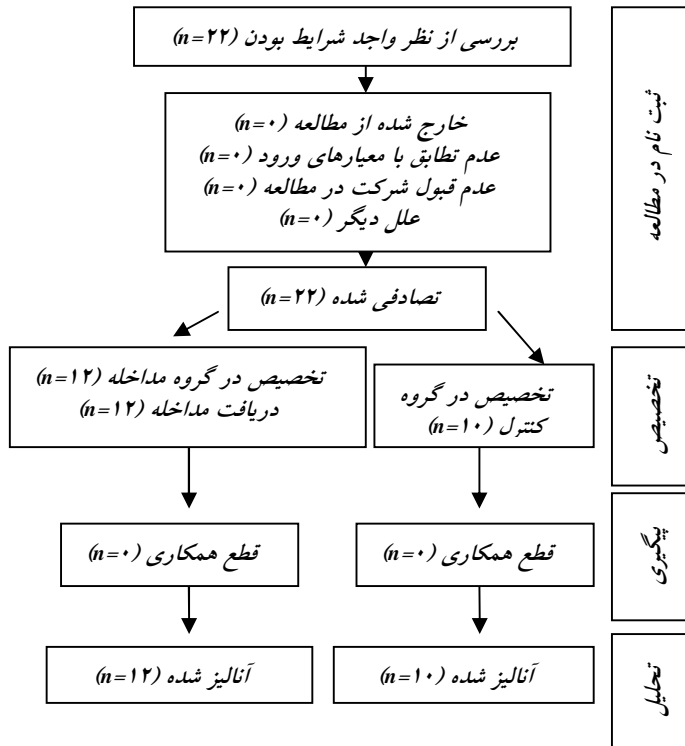 بررسی از نظر واجد شرایط بودن (n=۲۲)
ثبت نام در مطالعه
خارج شده از مطالعه (n=۰)
عدم تطابق با معیارهای ورود (n=۰)
عدم قبول شرکت در مطالعه (n=۰)
علل دیگر (n=۰)
تصادفی شده (n=۲۲)
تخصیص
تخصیص در گروه
کنترل (n=۱۰)
تخصیص در گروه مداخله (n=۱۲)
دریافت مداخله (n=۱۲)
پیگیری
قطع همکاری (n=۰)
قطع همکاری (n=۰)
تحلیل
آنالیز شده (n=۱۰)
آنالیز شده (n=۱۲)